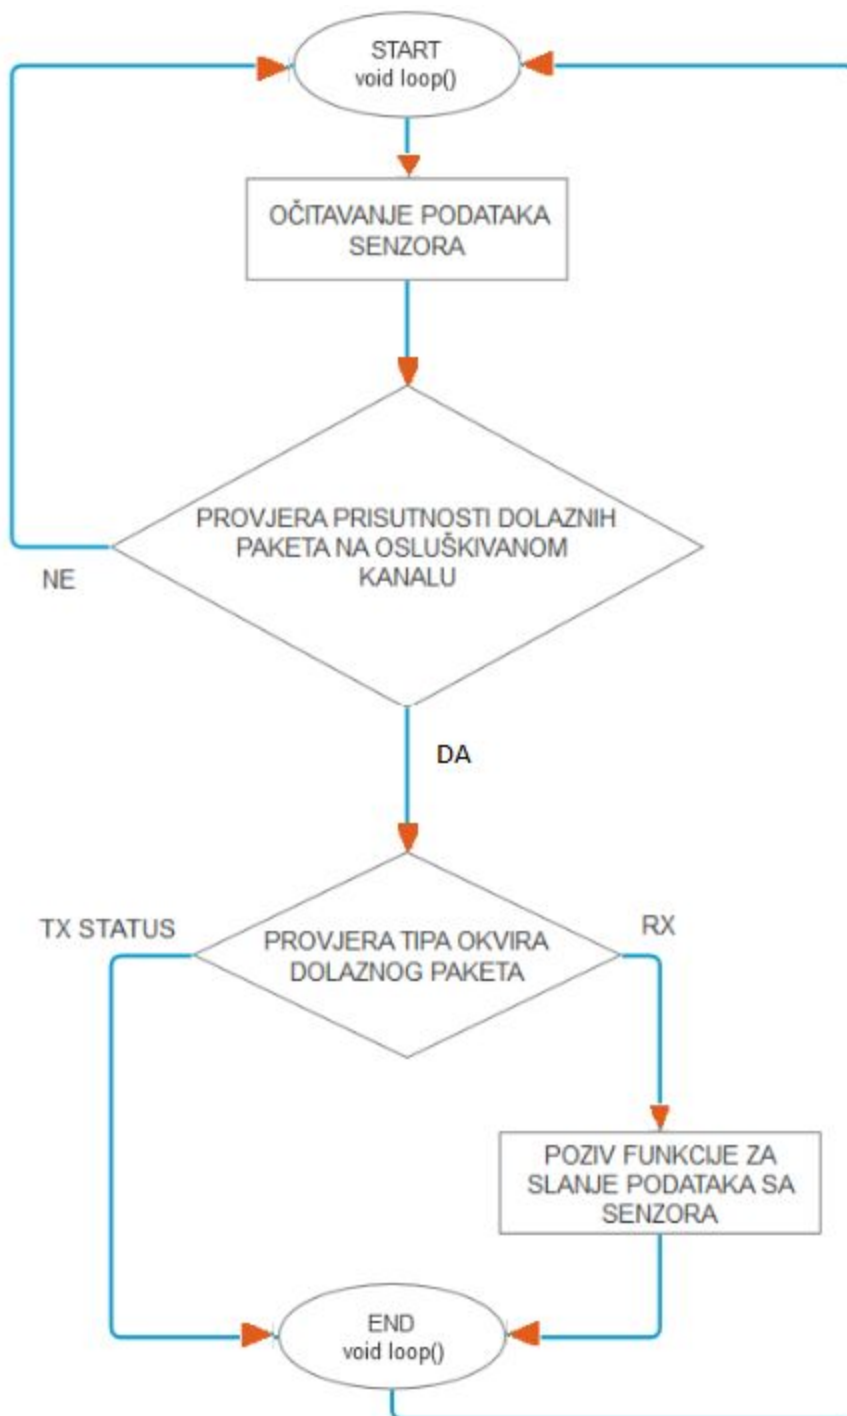 START
void loop()
OČITAVANJE PODATAKA
SENZORA
PROVJERA PRISUTNOSTI DOLAZNIH
PAKETA NA OSLUŠKIVANOM
KANALU
NE
DA
TX STATUS
PROVJERA TIPA OKVIRA
DOLAZNOG PAKETA
RX
POZIV FUNKCIJE ZA
SLANJE PODATAKA SA
SENZORA
END
void loop()